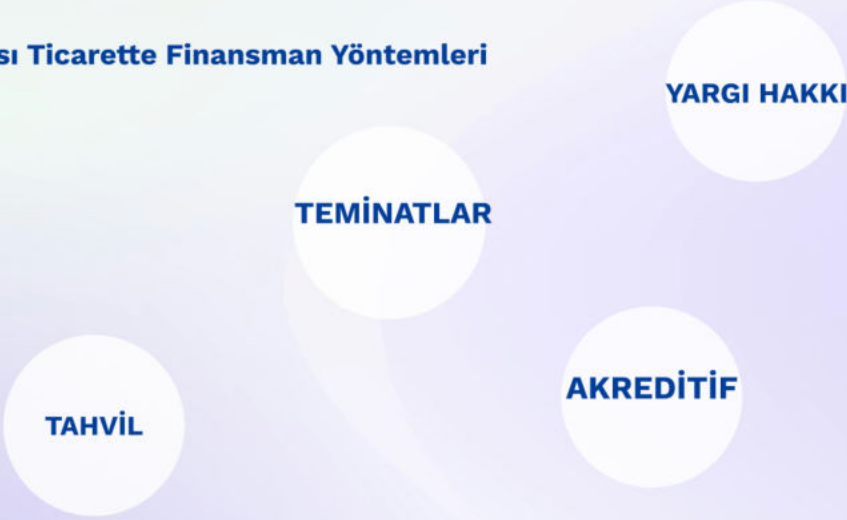 sı Ticarette Finansman Yöntemleri
YARGI HAKKI
TEMİNATLAR
AKREDİTİF
TAHVİL